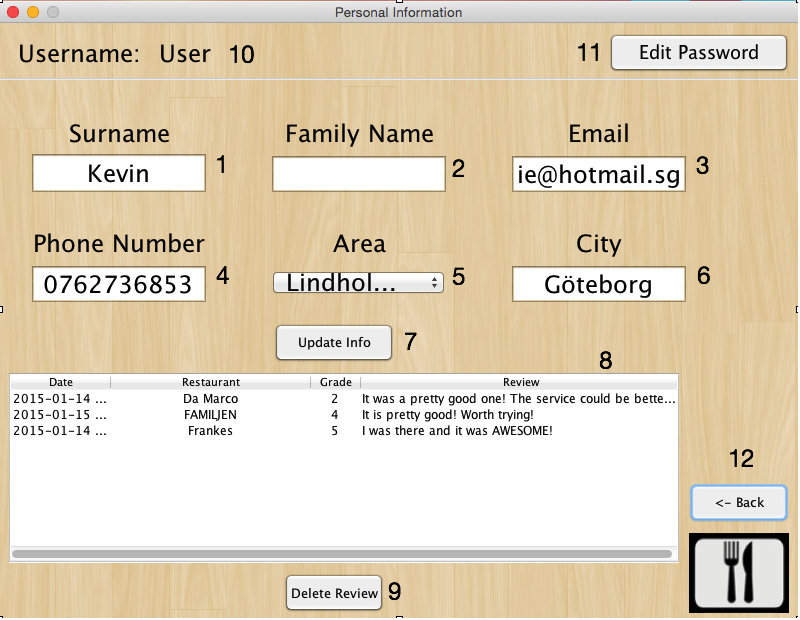 Personal Information
Username: User 10
11 Edit Password
Surname Family Name Email
Kevin 1 2 ie@hotmail.sg 3
Phone Number Area City
0762736853 4 Lindhol... 5 Göteborg 6
Update Info 7
8
Date Restaurant Grade Review
2015-01-14 ... Da Marco 2 It was a pretty good one! The service could be bette...
2015-01-15 ... FAMILJEN 4 It is pretty good! Worth trying!
2015-01-14 ... Frankes 5 I was there and it was AWESOME!
12
<- Back
Delete Review 9